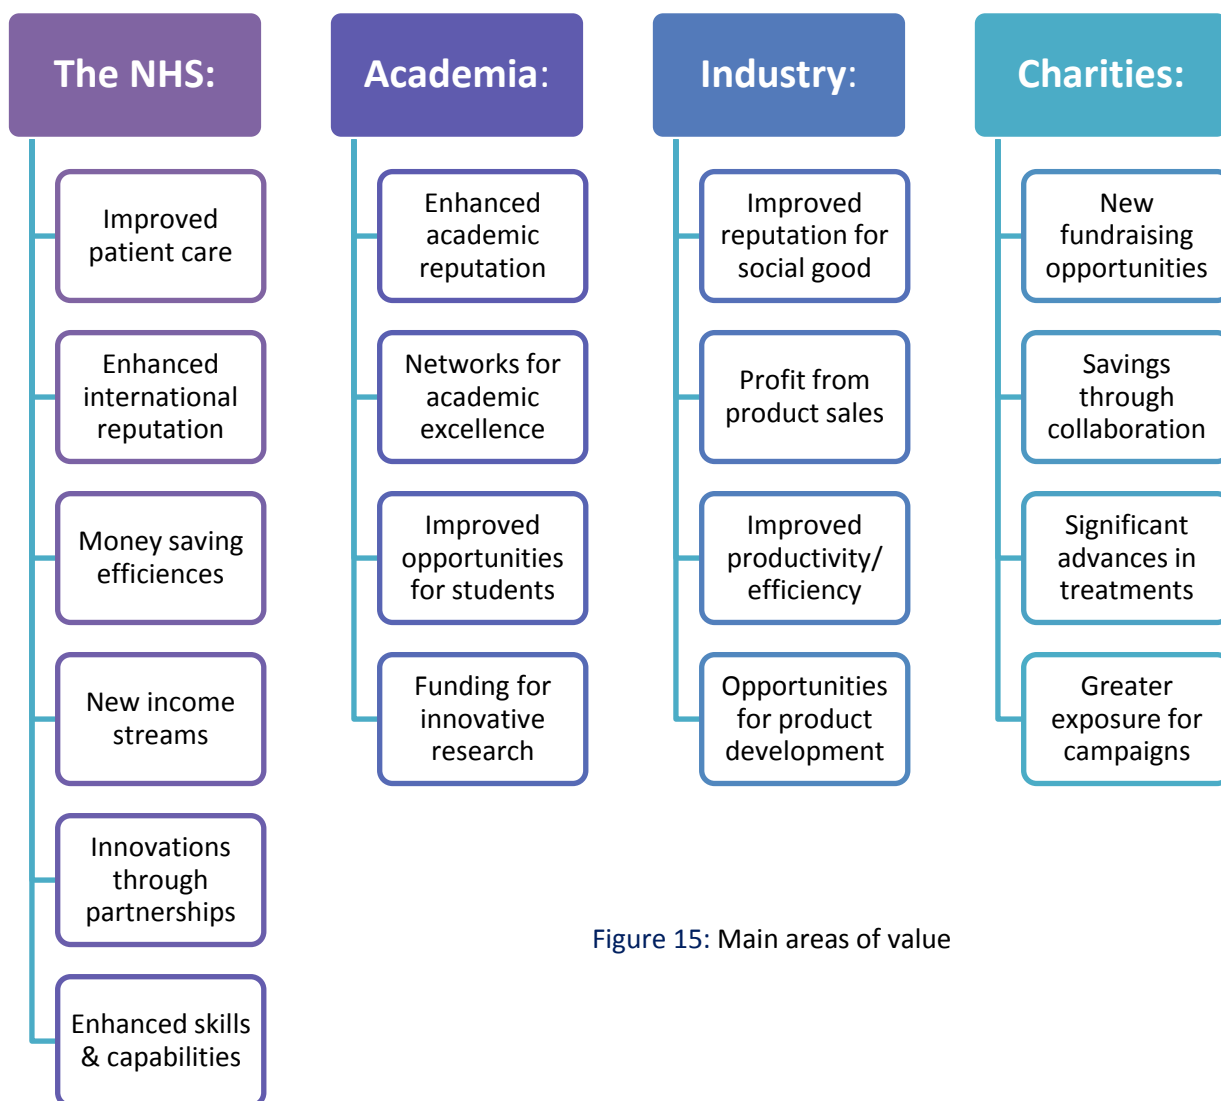 The NHS:
Improved
patient care
Enhanced
international
reputation
Money saving
efficiences
New income
streams
Innovations
through
partnerships
Enhanced skills
& capabilities
Academia:
Enhanced
academic
reputation
Networks for
academic
excellence
Improved
opportunities
for students
Funding for
innovative
research
Industry:
Improved
reputation for
social good
Profit from
product sales
Improved
productivity/
efficiency
Opportunities
for product
development
Charities:
New
fundraising
opportunities
Savings
through
collaboration
Significant
advances in
treatments
Greater
exposure for
campaigns
Figure 15: Main areas of value